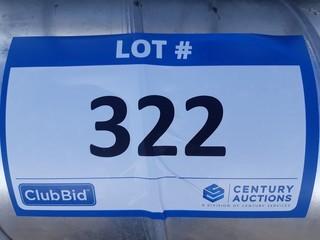 LOT #
322
ClubBid
CENTURY
AUCTIONS
A DIVISION OF CENTURY SERVICES